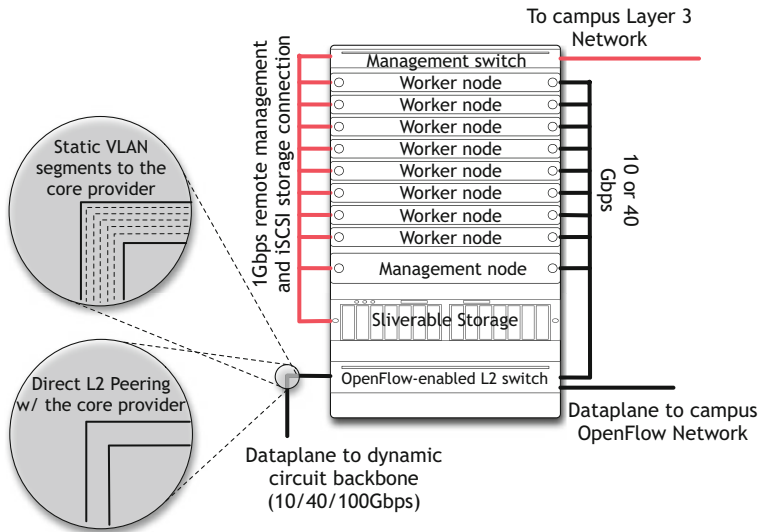 To campus Layer 3
Network
Management switch
Worker node
Worker node
Worker node
Worker node
Worker node
Worker node
Worker node
Worker node
Management node
Sliverable Storage
OpenFlow-enabled L2 switch
1Gbps remote management
and iSCSI storage connection
10 or 40
Gbps
Static VLAN
segments to the
core provider
Direct L2 Peering
w/ the core provider
Dataplane to dynamic
circuit backbone
(10/40/100Gbps)
Dataplane to campus
OpenFlow Network